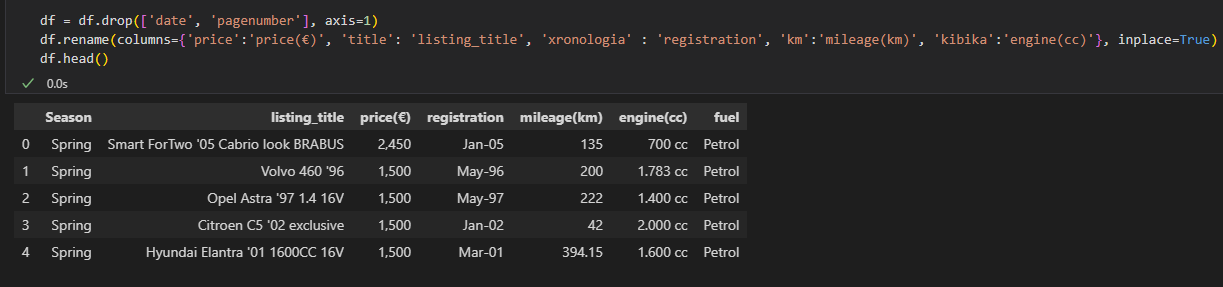 df = df.drop(['date', 'pagenumber'], axis=1)
df.rename(columns={'price':'price(€)', 'title': 'listing_title', 'xronologia' : 'registration', 'km':'mileage(km)', 'kibika':'engine(cc)'}, inplace=True)
df.head()
✓ 0.0s
Season listing_title price(€) registration mileage(km) engine(cc) fuel
0 Spring Smart ForTwo '05 Cabrio look BRABUS 2,450 Jan-05 135 700 cc Petrol
1 Spring Volvo 460 '96 1,500 May-96 200 1.783 cc Petrol
2 Spring Opel Astra '97 1.4 16V 1,500 May-97 222 1.400 cc Petrol
3 Spring Citroen C5 '02 exclusive 1,500 Jan-02 42 2.000 cc Petrol
4 Spring Hyundai Elantra '01 1600CC 16V 1,500 Mar-01 394.15 1.600 cc Petrol